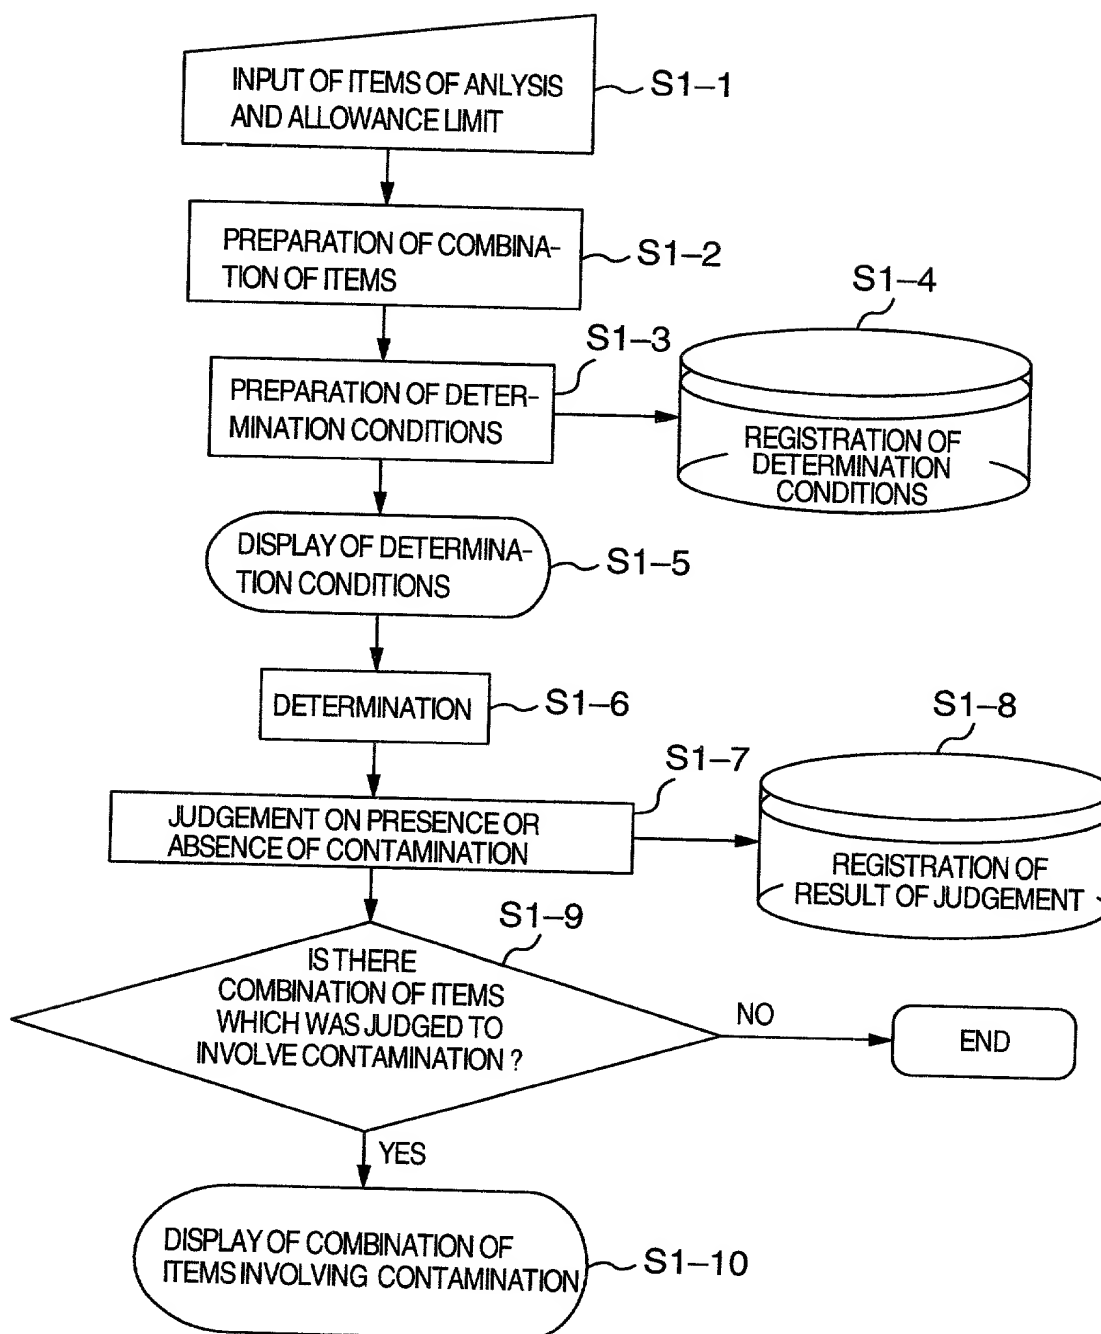 INPUT OF ITEMS OF ANLYSIS
AND ALLOWANCE LIMIT
S1-1
PREPARATION OF COMBINA-
TION OF ITEMS
S1-2
S1-3
PREPARATION OF DETER-
MINATION CONDITIONS
S1-4
REGISTRATION OF
DETERMINATION
CONDITIONS
DISPLAY OF DETERMINA-
TION CONDITIONS
S1-5
DETERMINATION
S1-6
S1-7
JUDGEMENT ON PRESENCE OR
ABSENCE OF CONTAMINATION
S1-8
REGISTRATION OF
RESULT OF JUDGEMENT
S1-9
IS THERE
COMBINATION OF ITEMS
WHICH WAS JUDGED TO
INVOLVE CONTAMINATION ?
NO
END
YES
DISPLAY OF COMBINATION OF
ITEMS INVOLVING CONTAMINATION
S1-10